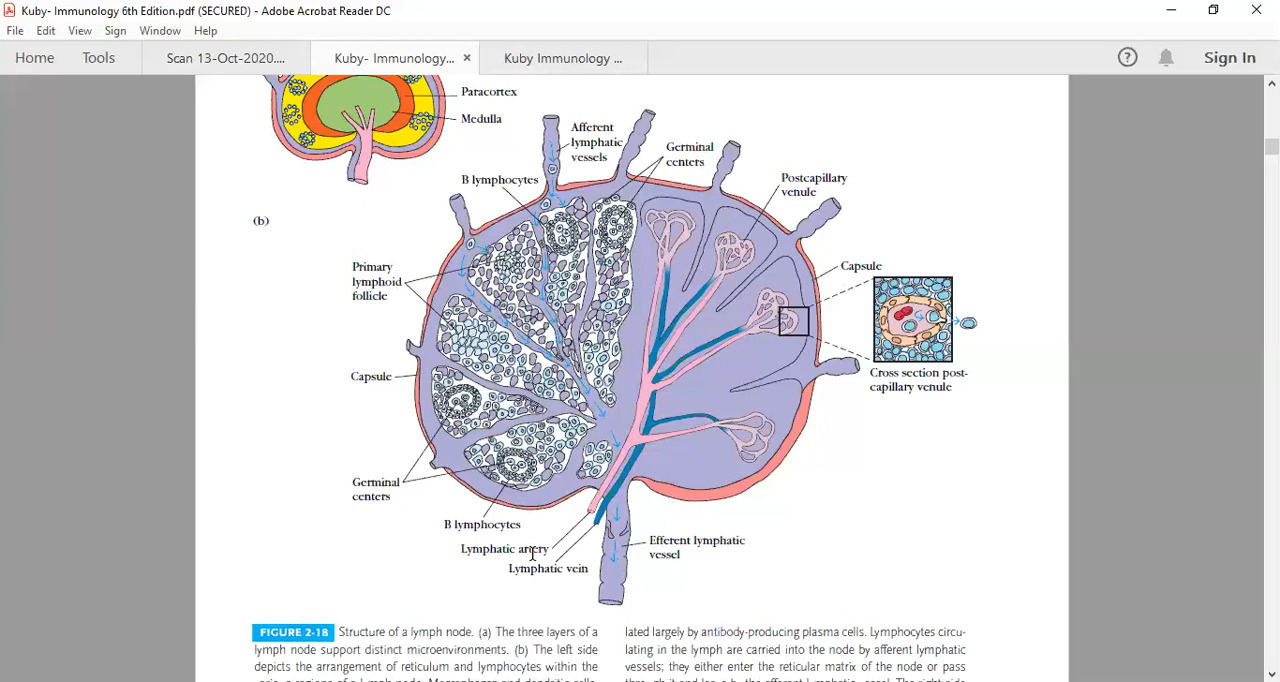 Kuby- Immunology 6th Edition.pdf (SECURED) - Adobe Acrobat Reader DC
File Edit View Sign Window Help
Home Tools Scan 13-Oct-2020.... Kuby- Immunology... × Kuby Immunology ... Sign In
Paracortex
Medulla
Afferent
lymphatic
vessels
Germinal
centers
B lymphocytes
Postcapillary
venule
(b)
Primary
lymphoid
follicle
Capsule
Capsule
Cross section post-
capillary venule
Germinal
centers
B lymphocytes
Lymphatic artery
Lymphatic vein
Efferent lymphatic
vessel
FIGURE 2-18 Structure of a lymph node. (a) The three layers of a
lymph node support distinct microenvironments. (b) The left side
depicts the arrangement of reticulum and lymphocytes within the
lated largely by antibody-producing plasma cells. Lymphocytes circu-
lating in the lymph are carried into the node by afferent lymphatic
vessels; they either enter the reticular matrix of the node or pass